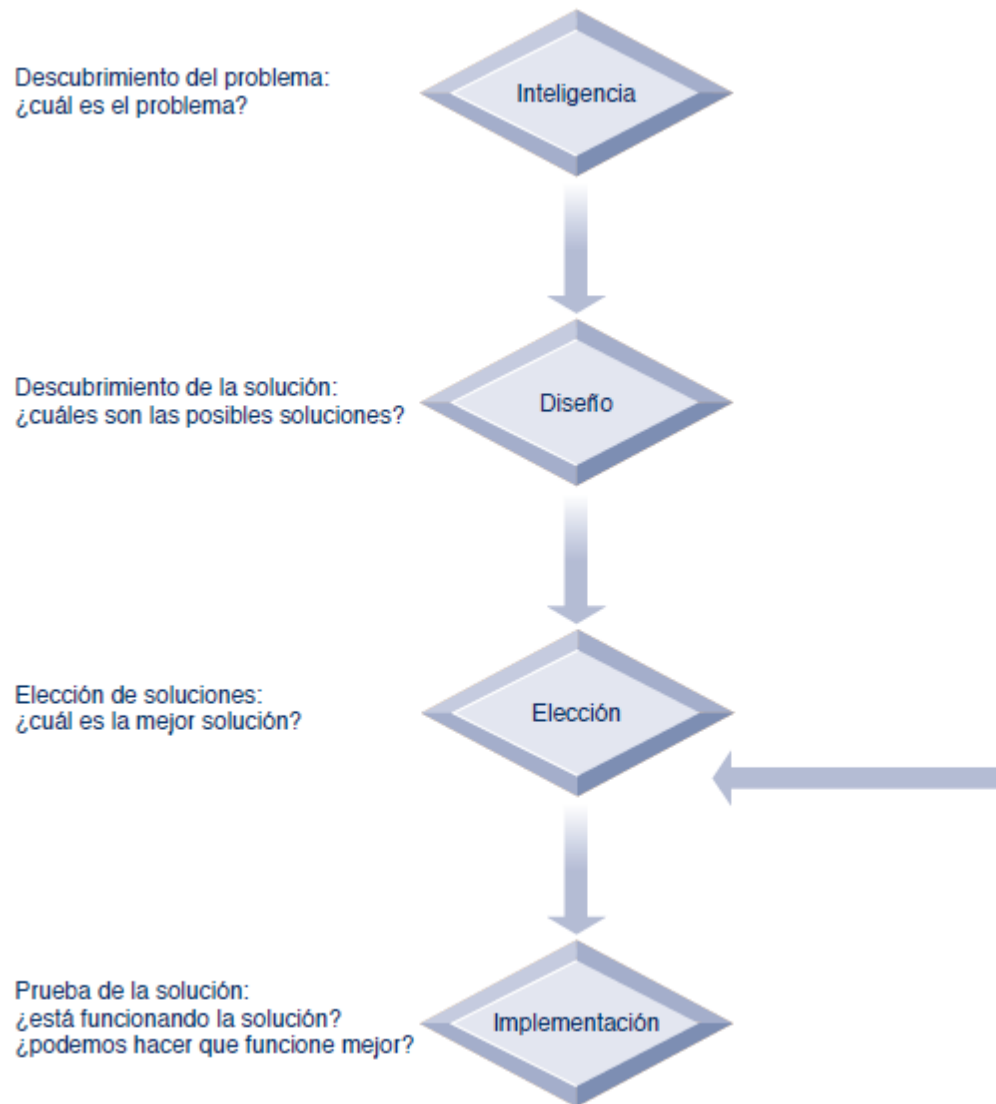 Descubrimiento del problema:
¿cuál es el problema?
Inteligencia
Descubrimiento de la solución:
¿cuáles son las posibles soluciones?
Diseño
Elección de soluciones:
¿cuál es la mejor solución?
Elección
Prueba de la solución:
¿está funcionando la solución?
¿podemos hacer que funcione mejor?
Implementación